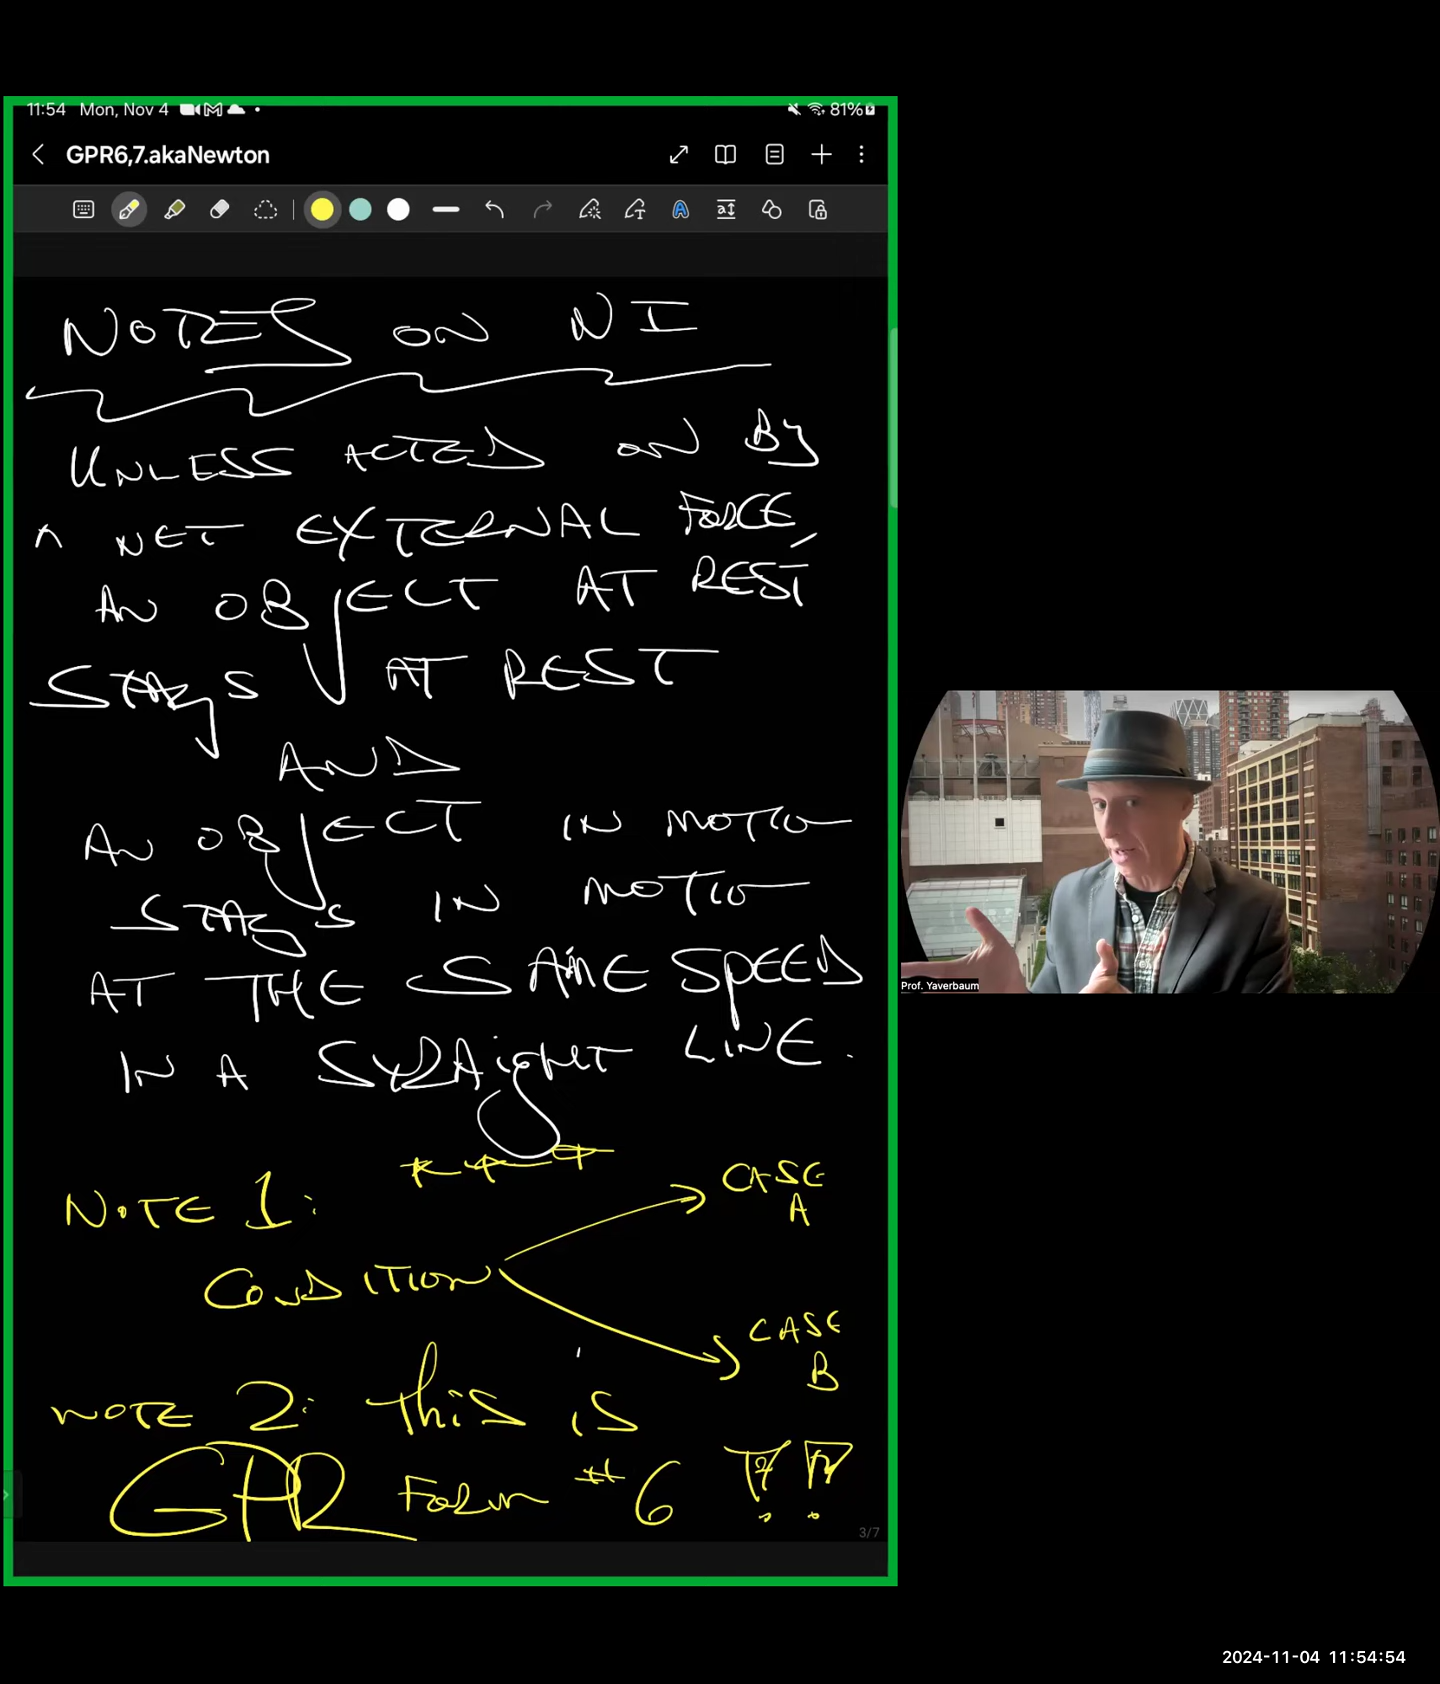 11:54 Mon, Nov 4 81%
GPR6,7.akaNewton
NOTES ON NI
UNLESS ACTED ON BY
A NET EXTERNAL FORCE,
AN OBJECT AT REST
STAYS AT REST
AND
AN OBJECT IN MOTION
STAYS IN MOTION
AT THE SAME SPEED
IN A STRAIGHT LINE.
NOTE 1:
CASE
A
CONDITION
CASE
B
NOTE 2: This is
GPR FORM #6 !!
3/7
Prof. Yaverbaum
2024-11-04 11:54:54